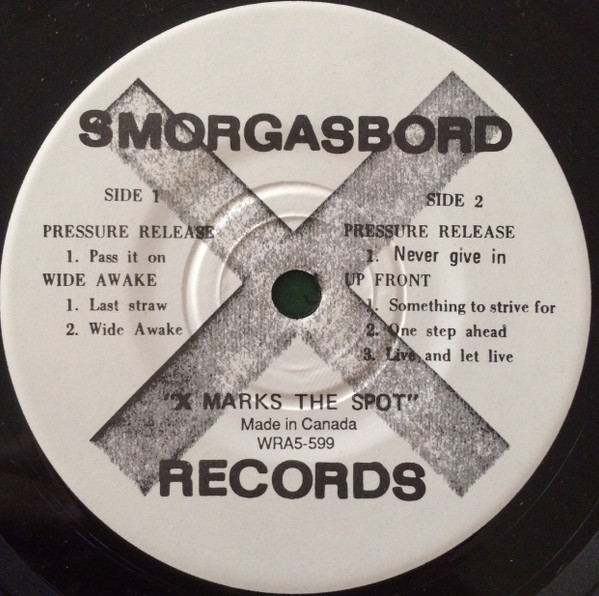 SMORGASBORD
SIDE 1
PRESSURE RELEASE
1. Pass it on
WIDE AWAKE
1. Last straw
2. Wide Awake
SIDE 2
PRESSURE RELEASE
1. Never give in
UP FRONT
1. Something to strive for
2. One step ahead
3. Live and let live
"X MARKS THE SPOT"
Made in Canada
WRA5-599
RECORDS